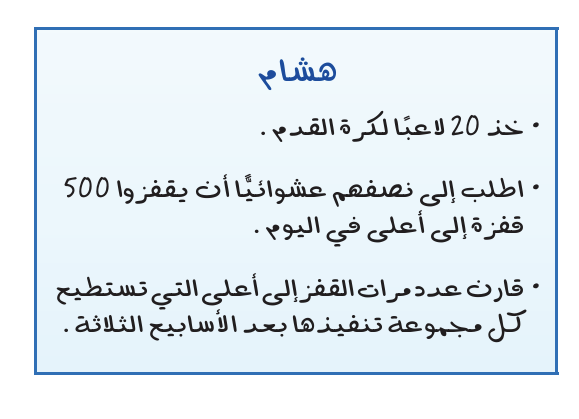 هشام
• خذ 20 لاعبًا لكرة القدم .
• اطلب إلى نصفهم عشوائيًّا أن يقفزوا 500
قفزة إلى أعلى في اليوم .
• قارن عدد مرات القفز إلى أعلى التي تستطيع
كل مجموعة تنفيذها بعد الأسابيع الثلاثة .